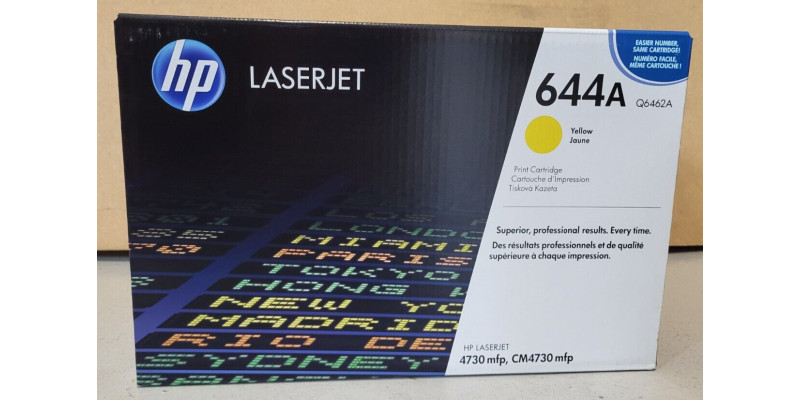 hp
LASERJET
EASIER NUMBER,
SAME CARTRIDGE!
NUMÉRO FACILE,
MÊME CARTOUCHE!
644A Q6462A
Yellow
Jaune
Print Cartridge
Cartouche d'Impression
Tisková Kazeta
Superior, professional results. Every time.
Des résultats professionnels et de qualité
supérieure à chaque impression.
LONDON
MIAMI
PARIS
TOKYO
HONG
NEW YORK
MADRID
RIO DE
SYDNEY
HP LASERJET
4730 mfp, CM4730 mfp